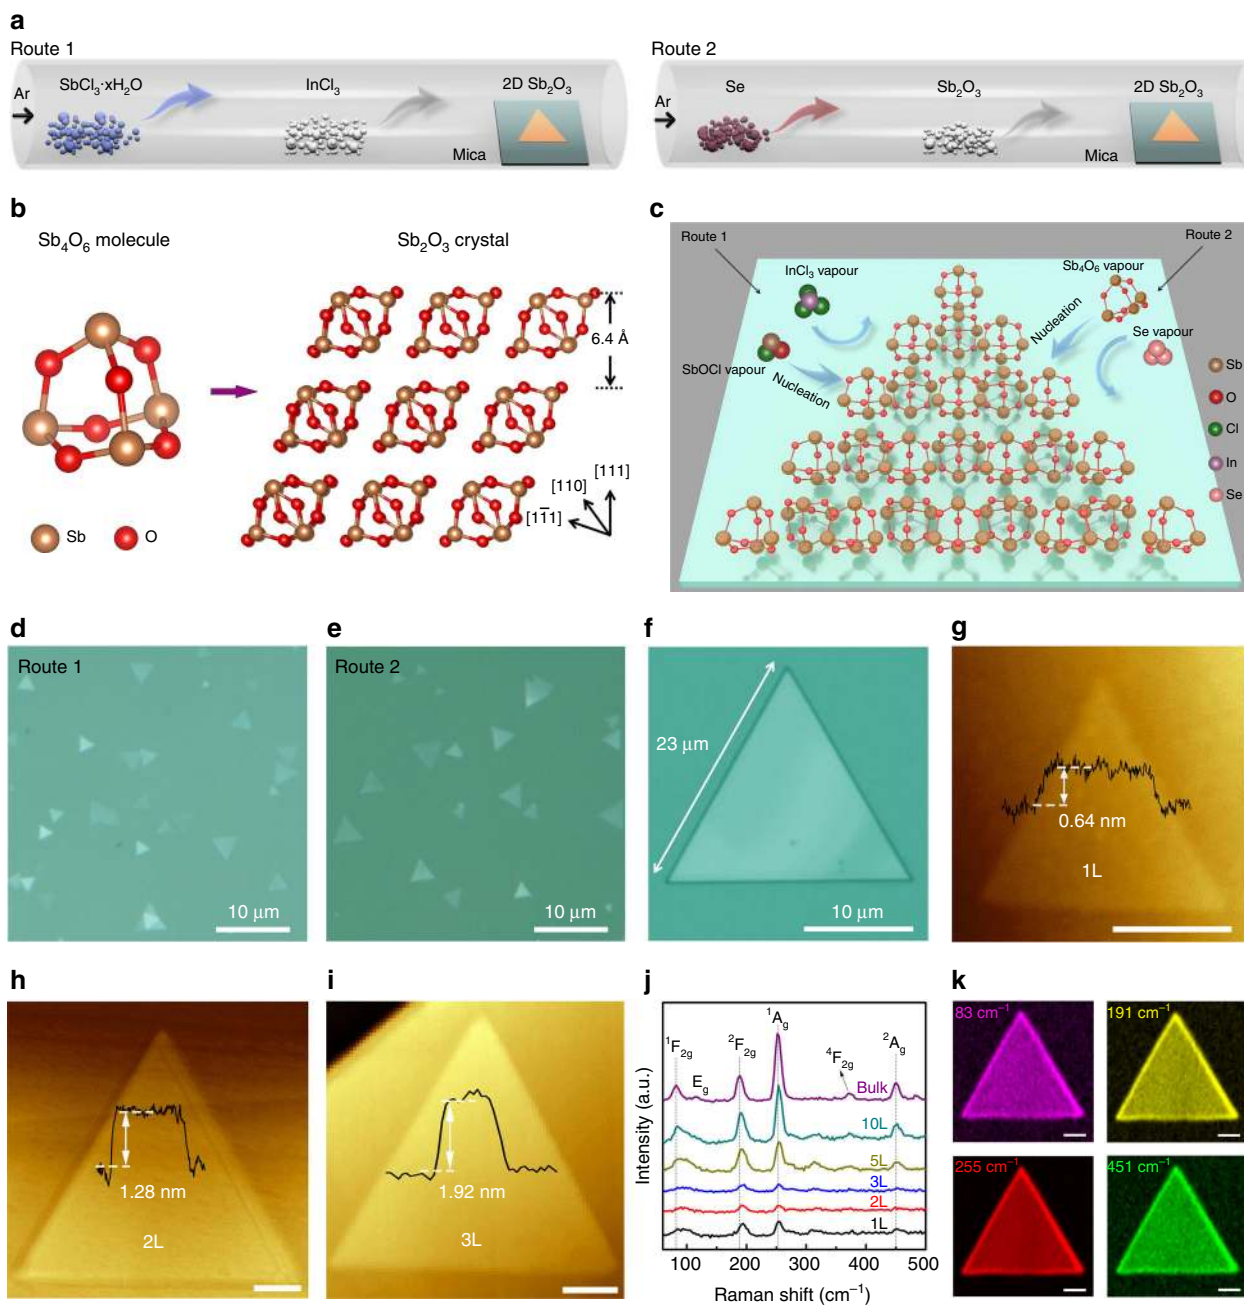 a
Route 1
SbCl₃·xH₂O
InCl₃
2D Sb₂O₃
Ar
Mica
Route 2
Se
Sb₂O₃
2D Sb₂O₃
Ar
Mica
b
Sb₄O₆ molecule
Sb₂O₃ crystal
6.4 Å
[111]
[110]
[11̄1]
Sb
O
c
Route 1
Route 2
InCl₃ vapour
Sb₄O₆ vapour
Nucleation
Se vapour
SbOCl vapour
Nucleation
Sb
O
Cl
In
Se
d
Route 1
10 μm
e
Route 2
10 μm
f
23 μm
10 μm
g
0.64 nm
1L
h
1.28 nm
2L
i
1.92 nm
3L
j
¹F₂g
Eg
²F₂g
¹Ag
⁴F₂g
²Ag
Bulk
10L
5L
3L
2L
1L
Intensity (a.u.)
100
200
300
400
500
Raman shift (cm⁻¹)
k
83 cm⁻¹
191 cm⁻¹
255 cm⁻¹
451 cm⁻¹